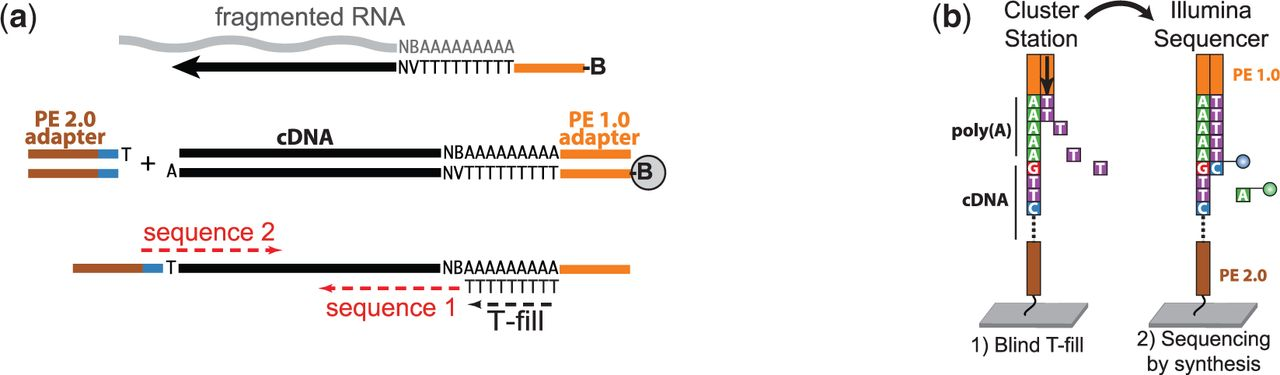 (a)
fragmented RNA
NBAAAAAAAAA
NVTTTTTTTTT
-B
PE 2.0
adapter
T
+
A
cDNA
PE 1.0
adapter
NBAAAAAAAAA
NVTTTTTTTTT
-B
sequence 2
T
NBAAAAAAAAA
TTTTTTTTT
sequence 1
T-fill
(b)
Cluster
Station
Illumina
Sequencer
PE 1.0
poly(A)
cDNA
A T
A T
A T
A T
A T
G
T
T
C
A T
A T
A T
A T
A T
G C
T
T
C
A
PE 2.0
1) Blind T-fill
2) Sequencing
by synthesis